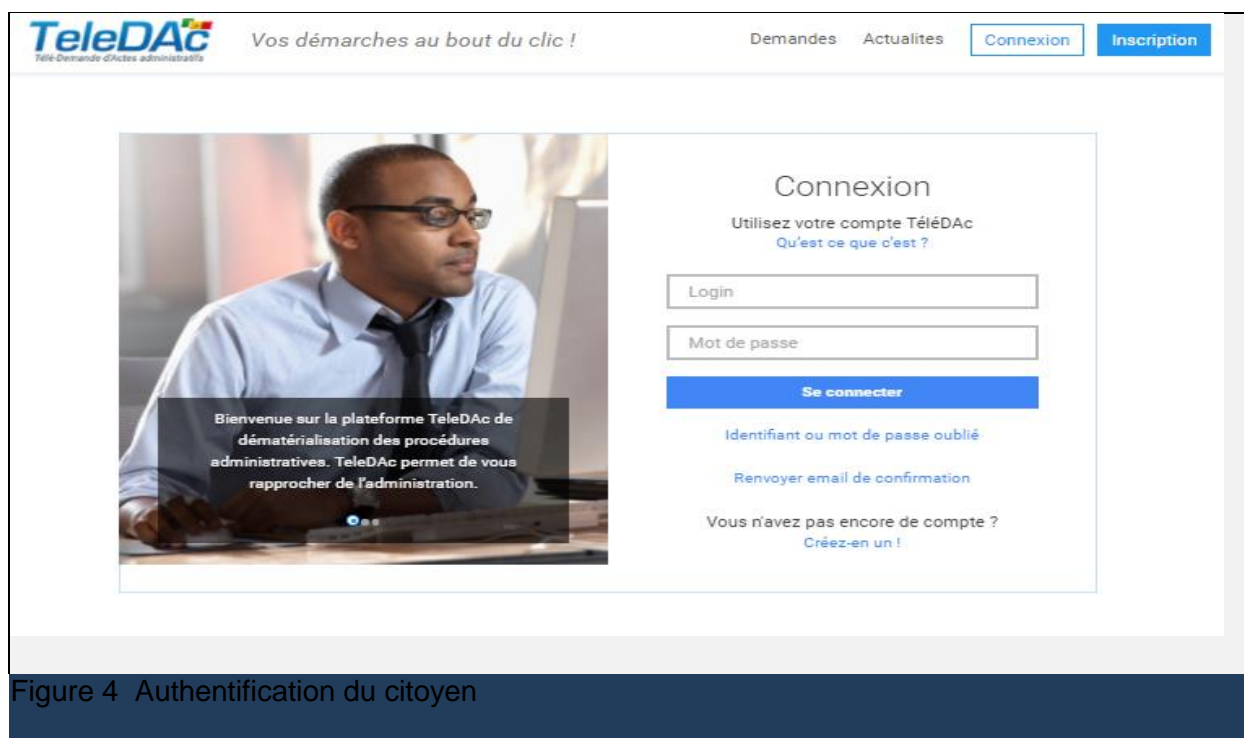 TeleDAc
Télé-Demande d'Actes administratifs
Vos démarches au bout du clic !
Demandes
Actualites
Connexion
Inscription
Bienvenue sur la plateforme TeleDAc de
dématérialisation des procédures
administratives. TeleDAc permet de vous
rapprocher de l'administration.
Connexion
Utilisez votre compte TéléDAc
Qu'est ce que c'est ?
Login
Mot de passe
Se connecter
Identifiant ou mot de passe oublié
Renvoyer email de confirmation
Vous n'avez pas encore de compte ?
Créez-en un !
Figure 4 Authentification du citoyen